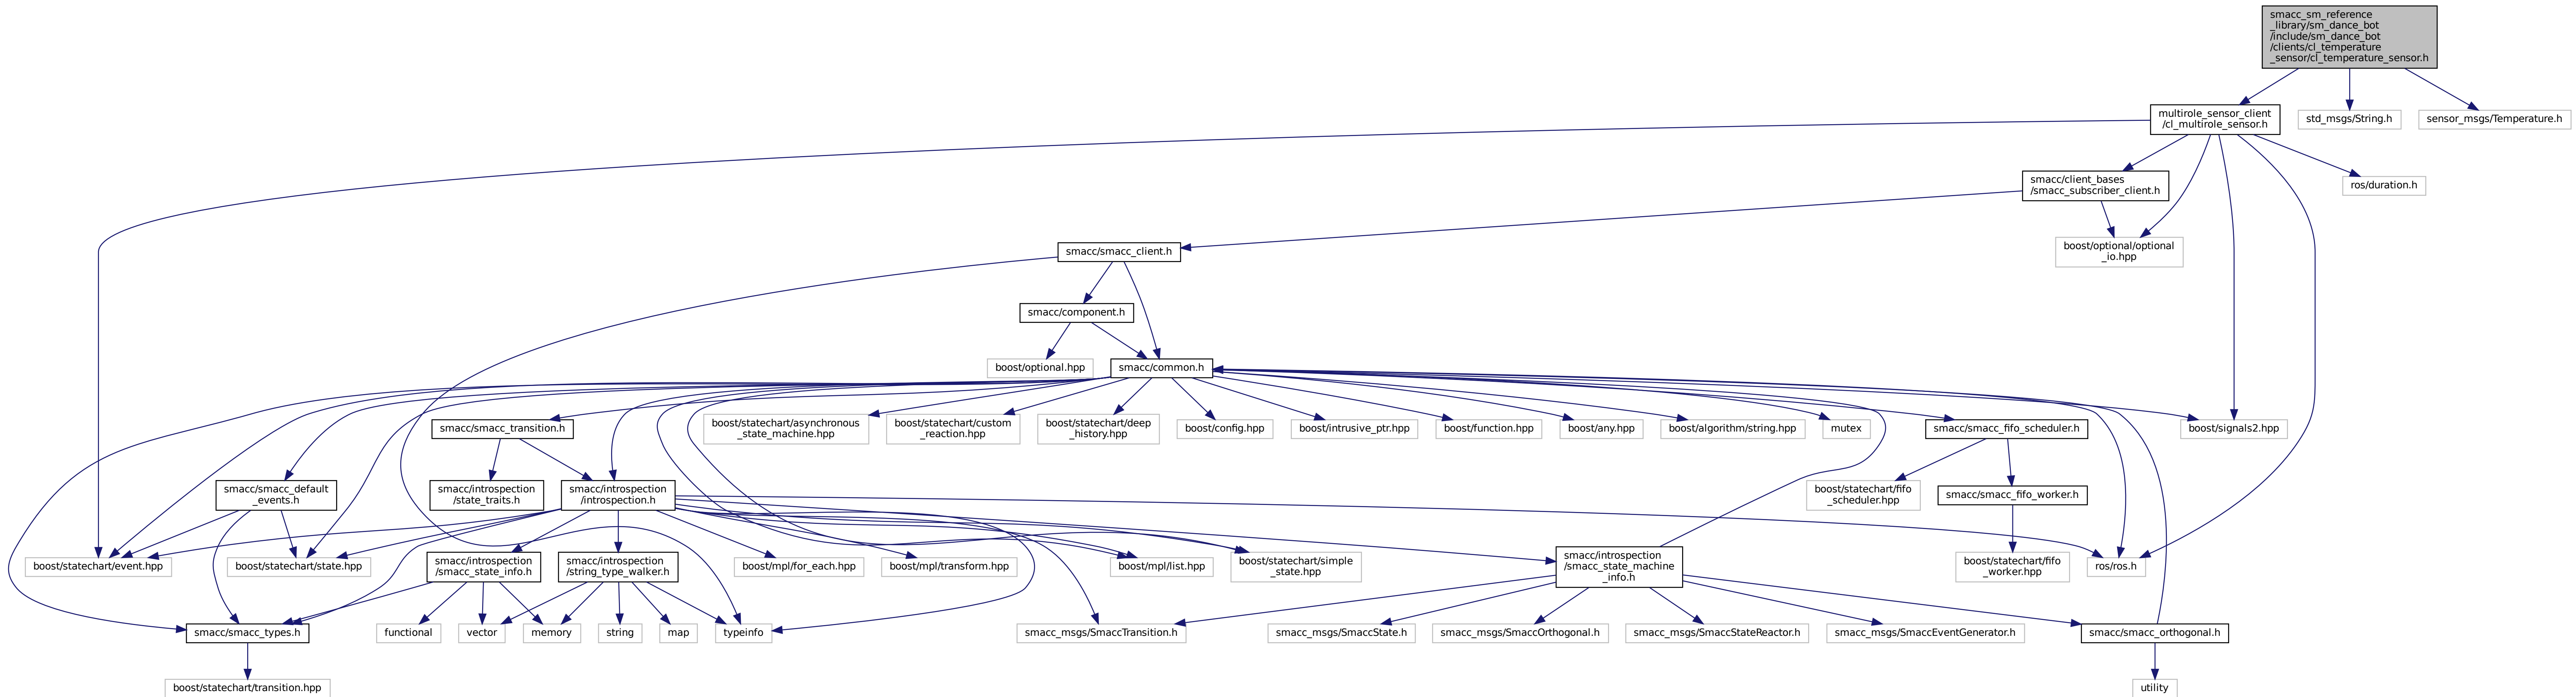 smacc_sm_reference
_library/sm_dance_bot
/include/sm_dance_bot
/clients/cl_temperature
_sensor/cl_temperature_sensor.h
multirole_sensor_client
/cl_multirole_sensor.h
std_msgs/String.h
sensor_msgs/Temperature.h
smacc/client_bases
/smacc_subscriber_client.h
ros/duration.h
smacc/smacc_client.h
boost/optional/optional
_io.hpp
smacc/component.h
boost/optional.hpp
smacc/common.h
smacc/smacc_transition.h
boost/statechart/asynchronous
_state_machine.hpp
boost/statechart/custom
_reaction.hpp
boost/statechart/deep
_history.hpp
boost/config.hpp
boost/intrusive_ptr.hpp
boost/function.hpp
boost/any.hpp
boost/algorithm/string.hpp
mutex
smacc/smacc_fifo_scheduler.h
boost/signals2.hpp
smacc/smacc_default
_events.h
smacc/introspection
/state_traits.h
smacc/introspection
/introspection.h
boost/statechart/fifo
_scheduler.hpp
smacc/smacc_fifo_worker.h
boost/statechart/event.hpp
boost/statechart/state.hpp
smacc/introspection
/smacc_state_info.h
smacc/introspection
/string_type_walker.h
boost/mpl/for_each.hpp
boost/mpl/transform.hpp
boost/mpl/list.hpp
boost/statechart/simple
_state.hpp
smacc/introspection
/smacc_state_machine
_info.h
boost/statechart/fifo
_worker.hpp
ros/ros.h
smacc/smacc_types.h
functional
vector
memory
string
map
typeinfo
smacc_msgs/SmaccTransition.h
smacc_msgs/SmaccState.h
smacc_msgs/SmaccOrthogonal.h
smacc_msgs/SmaccStateReactor.h
smacc_msgs/SmaccEventGenerator.h
smacc/smacc_orthogonal.h
boost/statechart/transition.hpp
utility